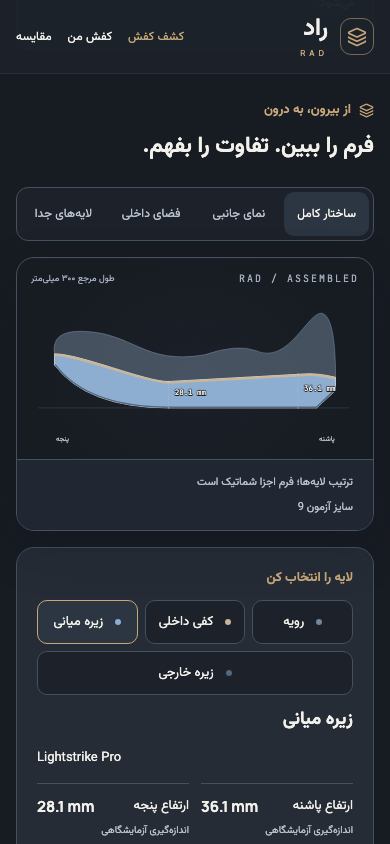 راد
RAD
کشف کفش
کفش من
مقایسه
از بیرون، به درون
فرم را ببین. تفاوت را بفهم.
ساختار کامل
نمای جانبی
فضای داخلی
لایه‌های جدا
RAD / ASSEMBLED
طول مرجع ۳۰۰ میلی‌متر
28.1 mm
36.1 mm
پنجه
پاشنه
ترتیب لایه‌ها؛ فرم اجزا شماتیک است
سایز آزمون 9
لایه را انتخاب کن
رویه
کفی داخلی
زیره میانی
زیره خارجی
زیره میانی
Lightstrike Pro
ارتفاع پاشنه
36.1 mm
اندازه‌گیری آزمایشگاهی
ارتفاع پنجه
28.1 mm
اندازه‌گیری آزمایشگاهی